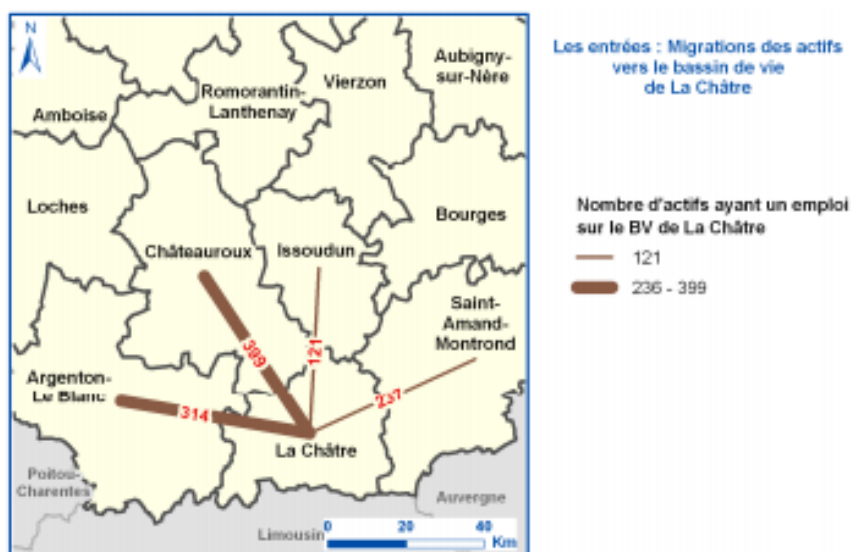 N
Amboise
Romorantin-
Lanthenay
Vierzon
Aubigny-
sur-Nère
Loches
Châteauroux
Issoudun
Bourges
Saint-
Amand-
Montrond
Argenton-
Le Blanc
399
121
237
314
La Châtre
Poitou-
Charentes
Limousin
Auvergne
0 20 40
Km
Les entrées : Migrations des actifs
vers le bassin de vie
de La Châtre
Nombre d'actifs ayant un emploi
sur le BV de La Châtre
121
236 - 399